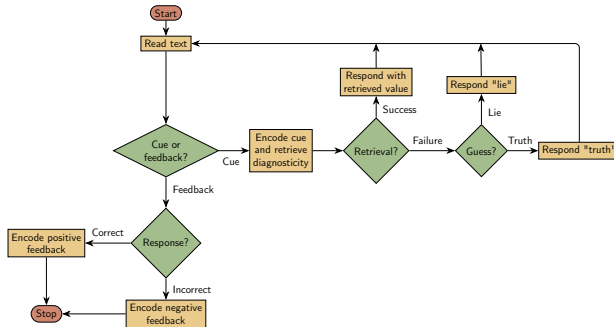 Start
Read text
Respond with
retrieved value
Respond "lie"
Success
Lie
Cue or
feedback?
Encode cue
and retrieve
diagnosticity
Retrieval?
Failure
Guess?
Truth
Respond "truth"
Cue
Feedback
Encode positive
feedback
Correct
Response?
Incorrect
Stop
Encode negative
feedback